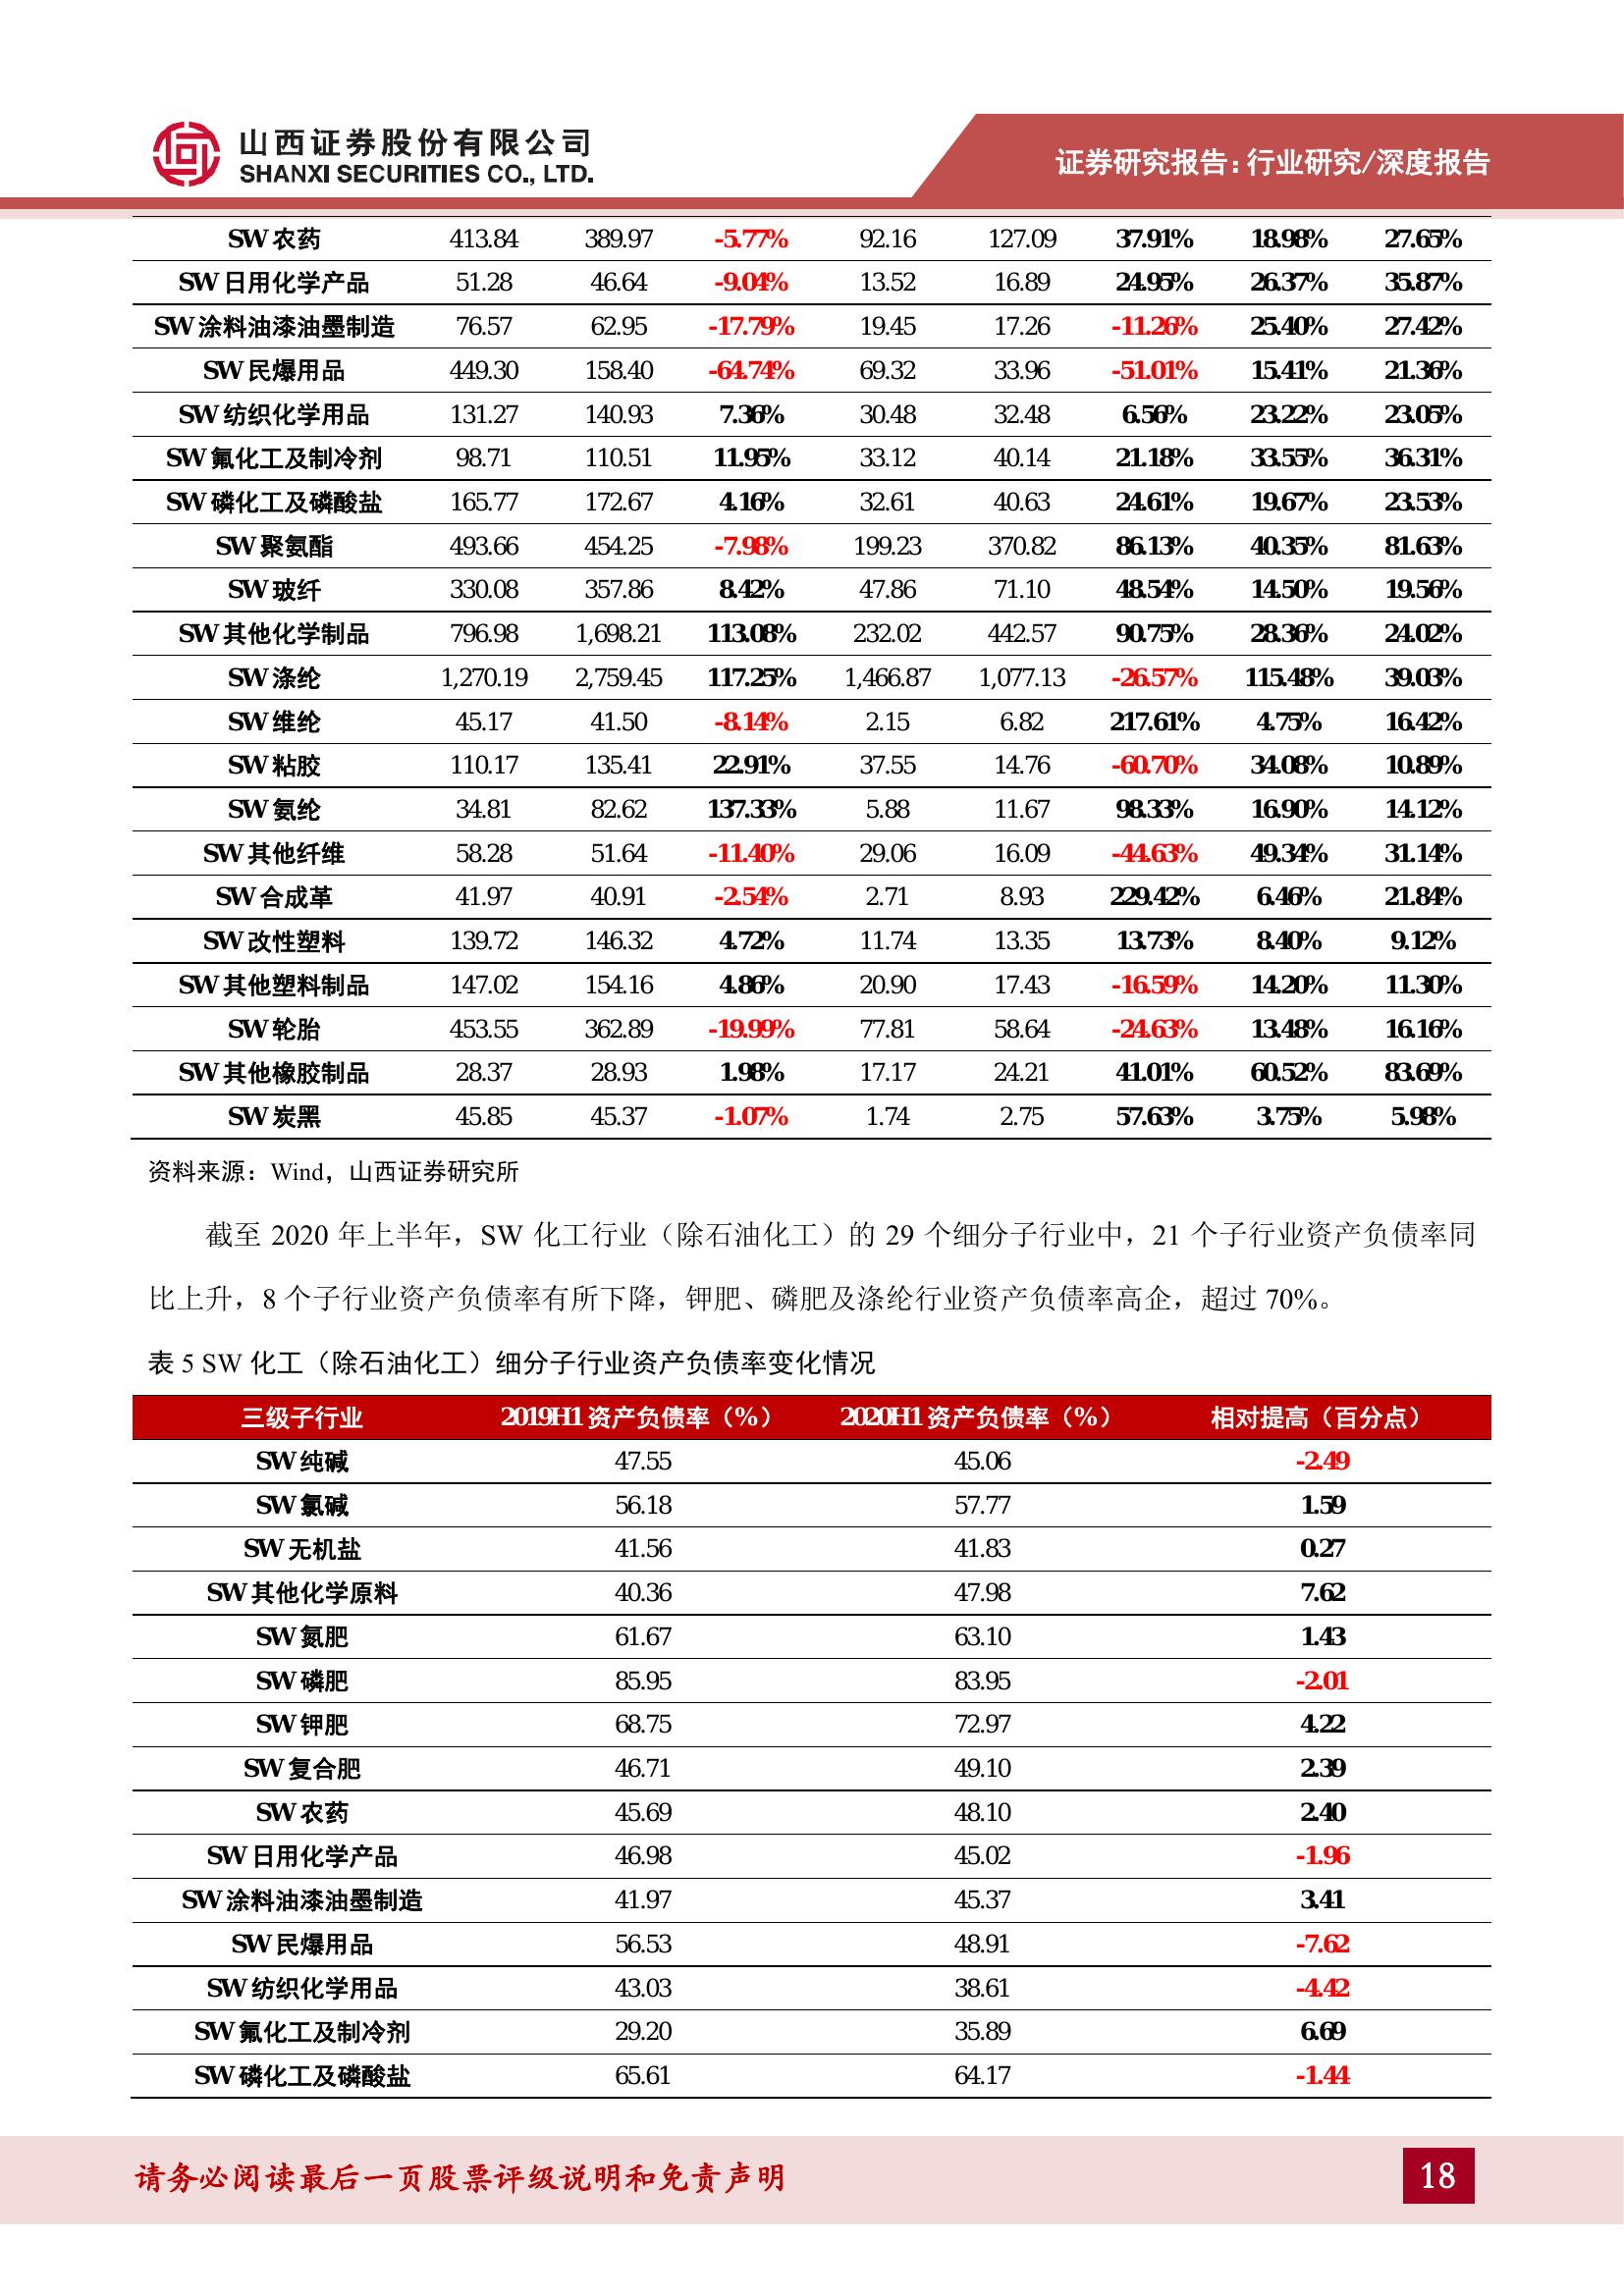 山西证券股份有限公司
SHANXI SECURITIES CO., LTD.
证券研究报告：行业研究/深度报告
SW 农药 413.84 389.97 -5.77% 92.16 127.09 37.91% 18.98% 27.65%
SW 日用化学产品 51.28 46.64 -9.04% 13.52 16.89 24.95% 26.37% 35.87%
SW 涂料油漆油墨制造 76.57 62.95 -17.79% 19.45 17.26 -11.26% 25.40% 27.42%
SW 民爆用品 449.30 158.40 -64.74% 69.32 33.96 -51.01% 15.41% 21.36%
SW 纺织化学用品 131.27 140.93 7.36% 30.48 32.48 6.56% 23.22% 23.05%
SW 氟化工及制冷剂 98.71 110.51 11.95% 33.12 40.14 21.18% 33.55% 36.31%
SW 磷化工及磷酸盐 165.77 172.67 4.16% 32.61 40.63 24.61% 19.67% 23.53%
SW 聚氨酯 493.66 454.25 -7.98% 199.23 370.82 86.13% 40.35% 81.63%
SW 玻纤 330.08 357.86 8.42% 47.86 71.10 48.54% 14.50% 19.56%
SW 其他化学制品 796.98 1,698.21 113.08% 232.02 442.57 90.75% 28.36% 24.02%
SW 涤纶 1,270.19 2,759.45 117.25% 1,466.87 1,077.13 -26.57% 115.48% 39.03%
SW 维纶 45.17 41.50 -8.14% 2.15 6.82 217.61% 4.75% 16.42%
SW 粘胶 110.17 135.41 22.91% 37.55 14.76 -60.70% 34.08% 10.89%
SW 氨纶 34.81 82.62 137.33% 5.88 11.67 98.33% 16.90% 14.12%
SW 其他纤维 58.28 51.64 -11.40% 29.06 16.09 -44.63% 49.34% 31.14%
SW 合成革 41.97 40.91 -2.54% 2.71 8.93 229.42% 6.46% 21.84%
SW 改性塑料 139.72 146.32 4.72% 11.74 13.35 13.73% 8.40% 9.12%
SW 其他塑料制品 147.02 154.16 4.86% 20.90 17.43 -16.59% 14.20% 11.30%
SW 轮胎 453.55 362.89 -19.99% 77.81 58.64 -24.63% 13.48% 16.16%
SW 其他橡胶制品 28.37 28.93 1.98% 17.17 24.21 41.01% 60.52% 83.69%
SW 炭黑 45.85 45.37 -1.07% 1.74 2.75 57.63% 3.75% 5.98%
资料来源：Wind，山西证券研究所
截至 2020 年上半年，SW 化工行业（除石油化工）的 29 个细分子行业中，21 个子行业资产负债率同
比上升，8 个子行业资产负债率有所下降，钾肥、磷肥及涤纶行业资产负债率高企，超过 70%。
表 5 SW 化工（除石油化工）细分子行业资产负债率变化情况
三级子行业 2019H1 资产负债率（%） 2020H1 资产负债率（%） 相对提高（百分点）
SW 纯碱 47.55 45.06 -2.49
SW 氯碱 56.18 57.77 1.59
SW 无机盐 41.56 41.83 0.27
SW 其他化学原料 40.36 47.98 7.62
SW 氮肥 61.67 63.10 1.43
SW 磷肥 85.95 83.95 -2.01
SW 钾肥 68.75 72.97 4.22
SW 复合肥 46.71 49.10 2.39
SW 农药 45.69 48.10 2.40
SW 日用化学产品 46.98 45.02 -1.96
SW 涂料油漆油墨制造 41.97 45.37 3.41
SW 民爆用品 56.53 48.91 -7.62
SW 纺织化学用品 43.03 38.61 -4.42
SW 氟化工及制冷剂 29.20 35.89 6.69
SW 磷化工及磷酸盐 65.61 64.17 -1.44
请务必阅读最后一页股票评级说明和免责声明
18